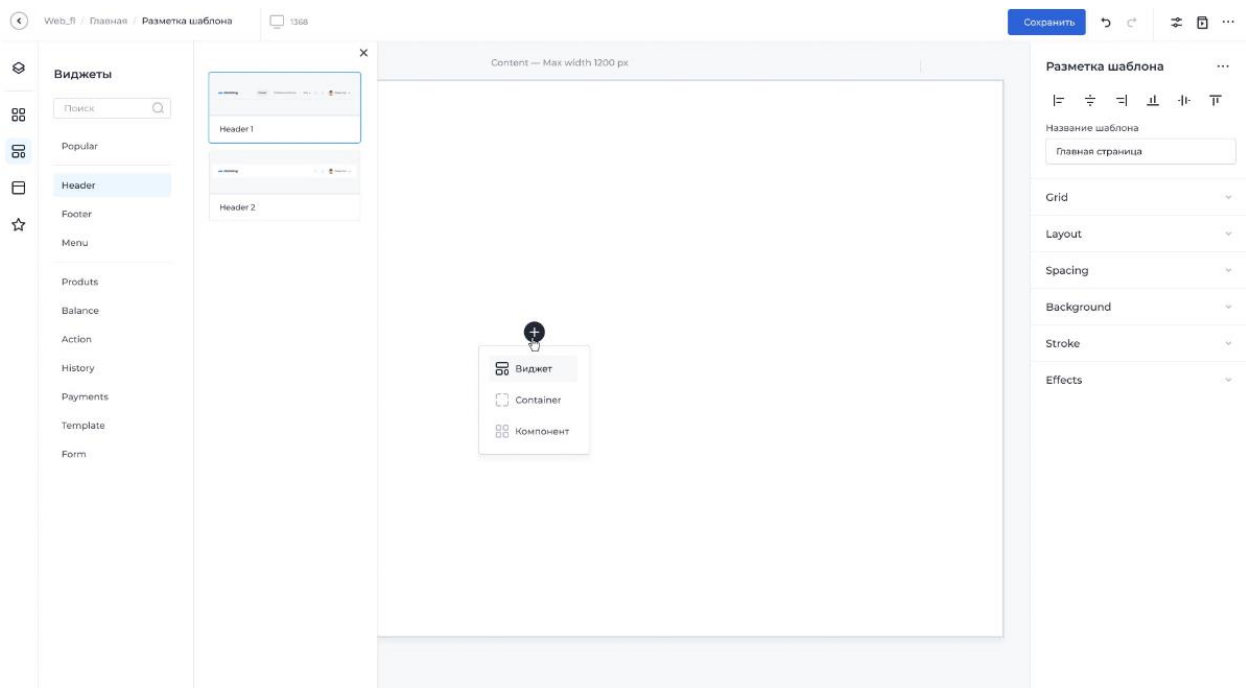 Web_fl / Главная / Разметка шаблона
1368
Сохранить
Виджеты
Поиск
Popular
Header
Footer
Menu
Produts
Balance
Action
History
Payments
Template
Form
Header 1
Header 2
Content — Max width 1200 px
Виджет
Container
Компонент
Разметка шаблона
Название шаблона
Главная страница
Grid
Layout
Spacing
Background
Stroke
Effects